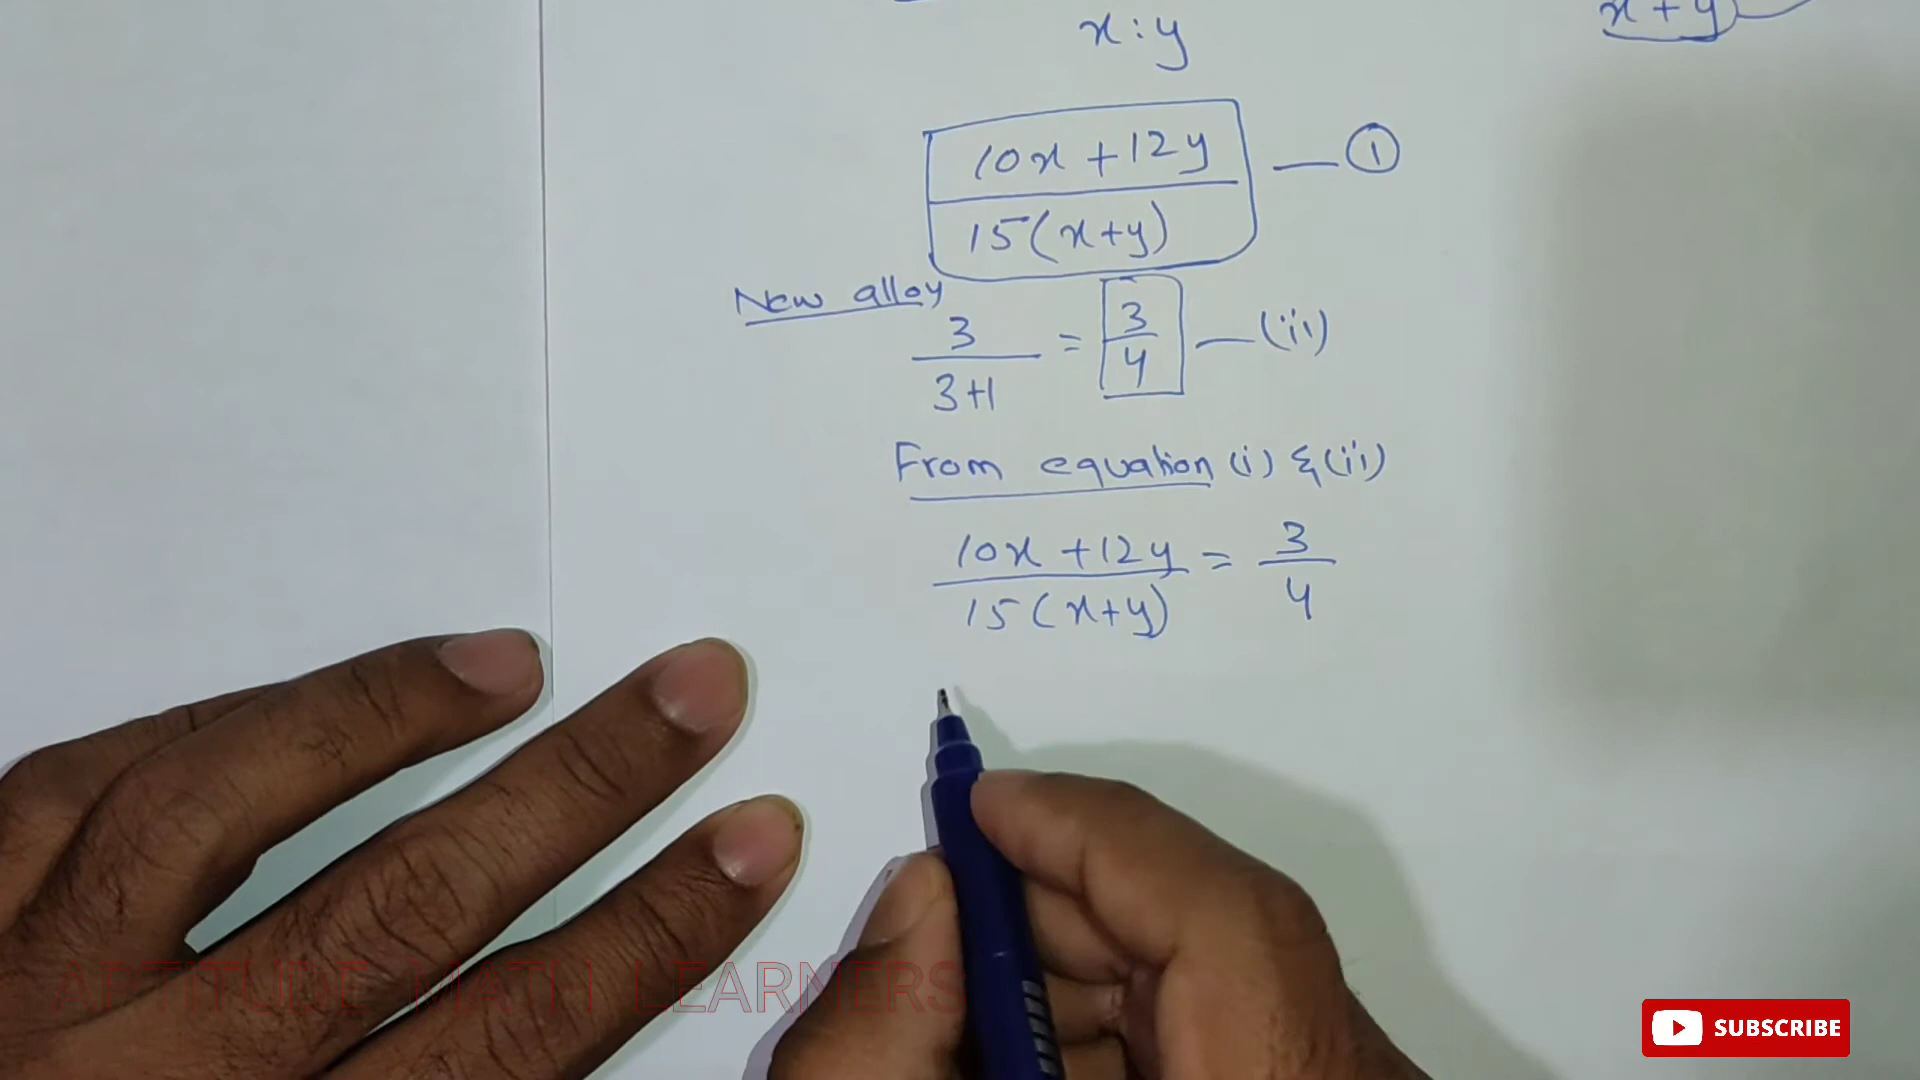 x+y
x:y
10x+12y
15(x+y)
— ①
New alloy
3
3+1
=
3
4
— (ii)
From equation (i) & (ii)
10x+12y
15(x+y)
=
3
4
APTITUDE MATH LEARNERS
SUBSCRIBE